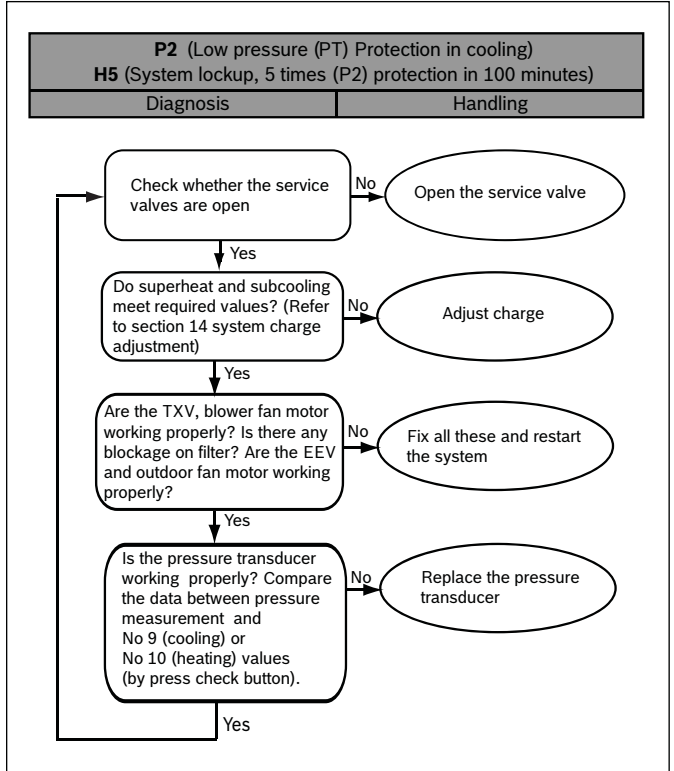 P2 (Low pressure (PT) Protection in cooling)
H5 (System lockup, 5 times (P2) protection in 100 minutes)
Diagnosis
Handling
Check whether the service
valves are open
No
Open the service valve
Yes
Do superheat and subcooling
meet required values? (Refer
to section 14 system charge
adjustment)
No
Adjust charge
Yes
Are the TXV, blower fan motor
working properly? Is there any
blockage on filter? Are the EEV
and outdoor fan motor working
properly?
No
Fix all these and restart
the system
Yes
Is the pressure transducer
working properly? Compare
the data between pressure
measurement and
No 9 (cooling) or
No 10 (heating) values
(by press check button).
No
Replace the pressure
transducer
Yes